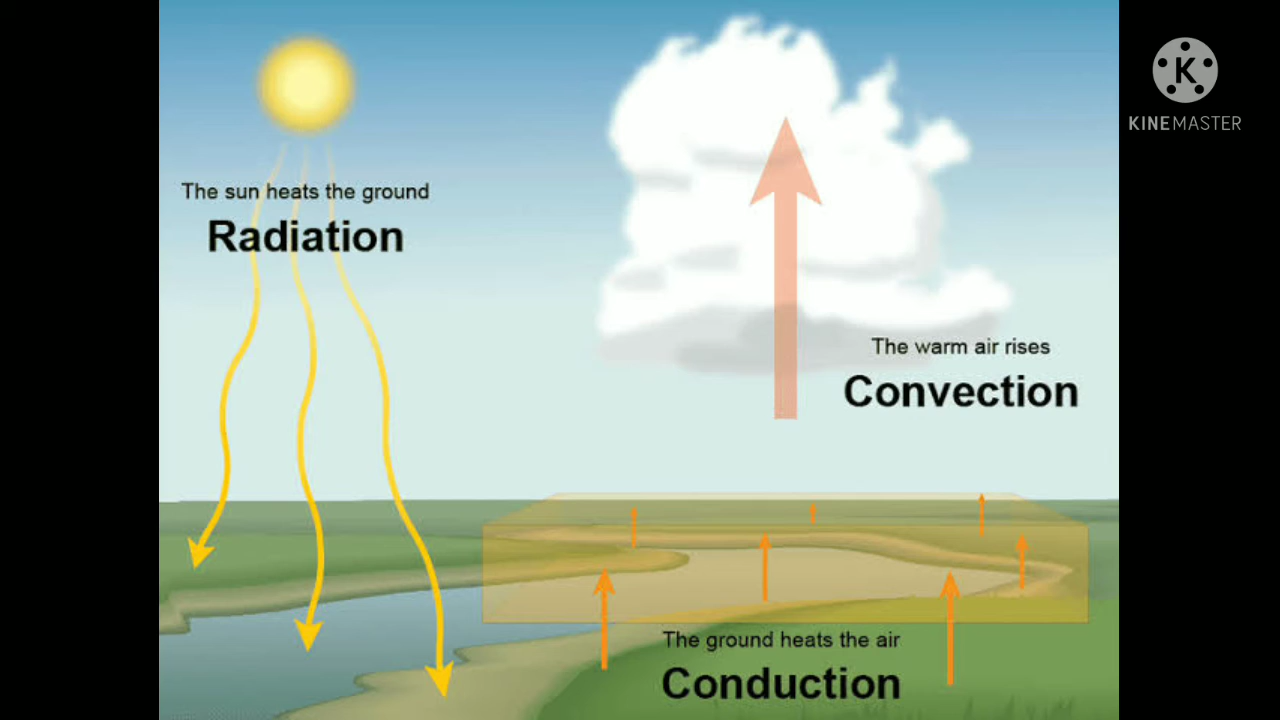 The sun heats the ground
Radiation
The warm air rises
Convection
The ground heats the air
Conduction
K
KINEMASTER